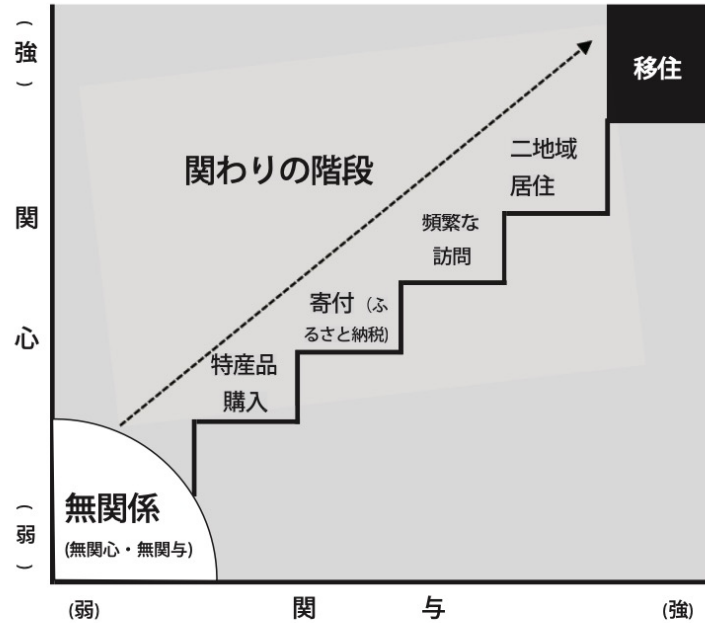 （強）
関心
（弱）
移住
関わりの階段
二地域
居住
頻繁な
訪問
寄付（ふ
るさと納税)
特産品
購入
無関係
(無関心・無関与)
(弱)
関与
(強)